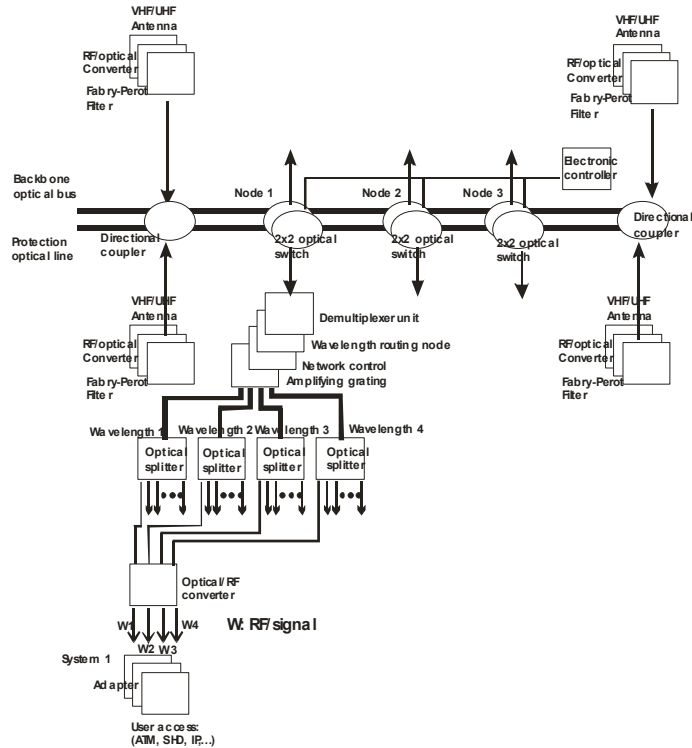 VHF/UHF
Antenna
RF/optical
Converter
Fabry-Perot
Filter
VHF/UHF
Antenna
RF/optical
Converter
Fabry-Perot
Filter
Electronic
controller
Backbone
optical bus
Node 1
Node 2
Node 3
Protection
optical line
Directional
coupler
2x2 optical
switch
2x2 optical
switch
2x2 optical
switch
Directional
coupler
VHF/UHF
Antenna
RF/optical
Converter
Fabry-Perot
Filter
Demultiplexer unit
Wavelength routing node
Network control
Amplifying grating
VHF/UHF
Antenna
RF/optical
Converter
Fabry-Perot
Filter
Wavelength 1
Wavelength 2
Wavelength 3
Wavelength 4
Optical
splitter
Optical
splitter
Optical
splitter
Optical
splitter
Optical/RF
converter
W1
W2
W3
W4
W: RF/signal
System 1
Adapter
User access:
(ATM, SHD, IP,...)